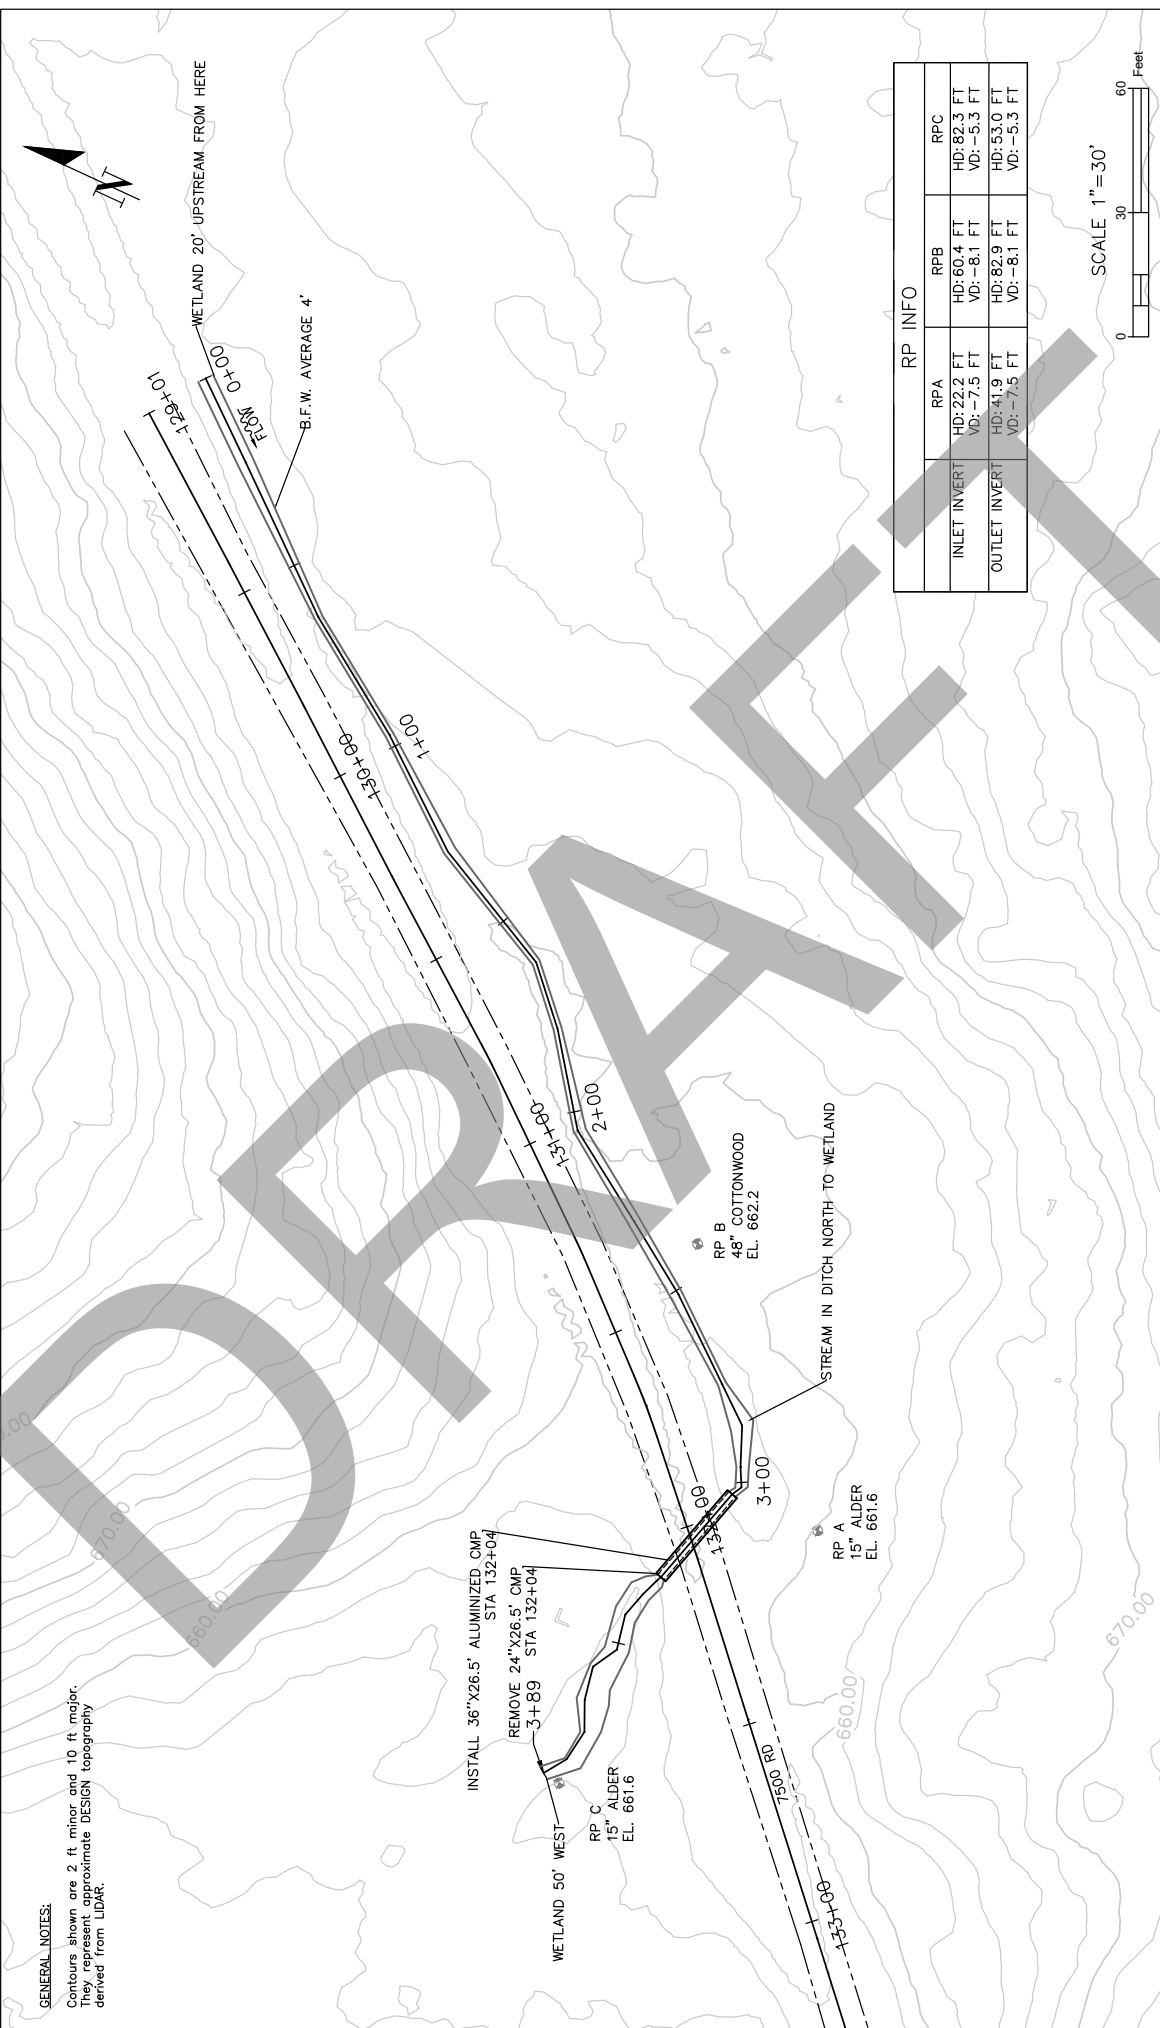 GENERAL NOTES:
Contours shown are 2 ft minor and 10 ft major.
They represent approximate DESIGN topography
derived from LIDAR.
N
WETLAND 20' UPSTREAM FROM HERE
129+01
0+00
FLOW
B.F.W. AVERAGE 4'
130+00
1+00
131+00
2+00
RP B
48" COTTONWOOD
EL. 662.2
STREAM IN DITCH NORTH TO WETLAND
3+00
RP A
15" ALDER
EL. 661.6
INSTALL 36"X26.5' ALUMINIZED CMP
STA 132+04
REMOVE 24"X26.5' CMP
STA 132+04
3+89
WETLAND 50' WEST
RP C
15" ALDER
EL. 661.6
7500 RD
133+00
670.00
660.00
660.00
670.00
RP INFO
RPA RPB RPC
INLET INVERT HD: 22.2 FT HD: 60.4 FT HD: 82.3 FT
VD: -7.5 FT VD: -8.1 FT VD: -5.3 FT
OUTLET INVERT HD: 41.9 FT HD: 82.9 FT HD: 53.0 FT
VD: -7.5 FT VD: -8.1 FT VD: -5.3 FT
SCALE 1"=30'
0 30 60
Feet
DRAFT